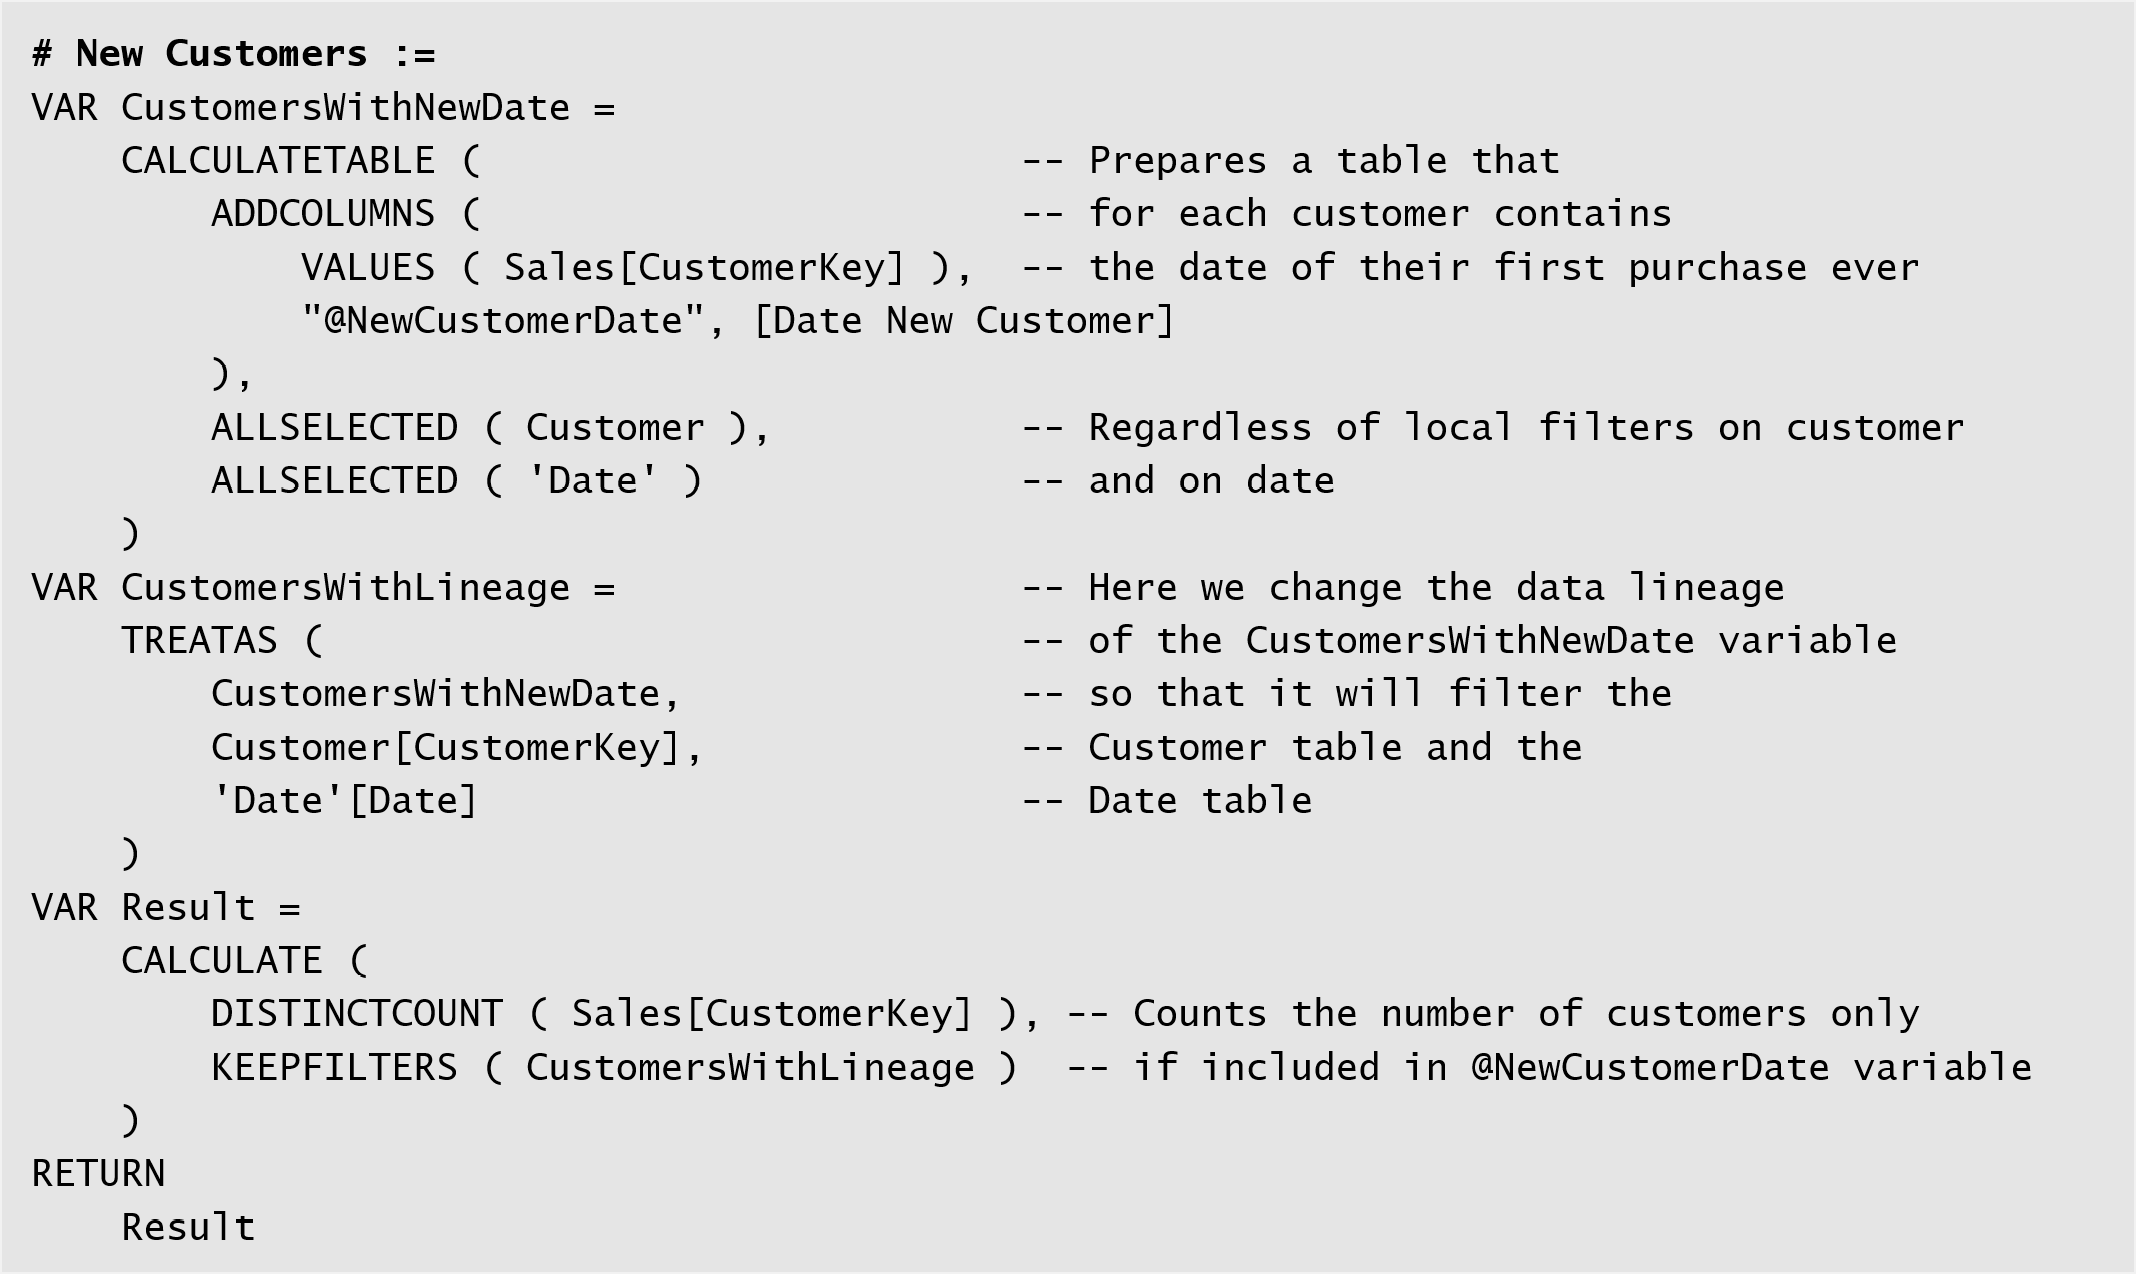 # New Customers :=
VAR CustomersWithNewDate =
    CALCULATETABLE (                        -- Prepares a table that
        ADDCOLUMNS (                        -- for each customer contains
            VALUES ( Sales[CustomerKey] ),  -- the date of their first purchase ever
            "@NewCustomerDate", [Date New Customer]
        ),
        ALLSELECTED ( Customer ),           -- Regardless of local filters on customer
        ALLSELECTED ( 'Date' )              -- and on date
    )
VAR CustomersWithLineage =                  -- Here we change the data lineage
    TREATAS (                               -- of the CustomersWithNewDate variable
        CustomersWithNewDate,               -- so that it will filter the
        Customer[CustomerKey],              -- Customer table and the
        'Date'[Date]                        -- Date table
    )
VAR Result =
    CALCULATE (
        DISTINCTCOUNT ( Sales[CustomerKey] ), -- Counts the number of customers only
        KEEPFILTERS ( CustomersWithLineage )  -- if included in @NewCustomerDate variable
    )
RETURN
    Result